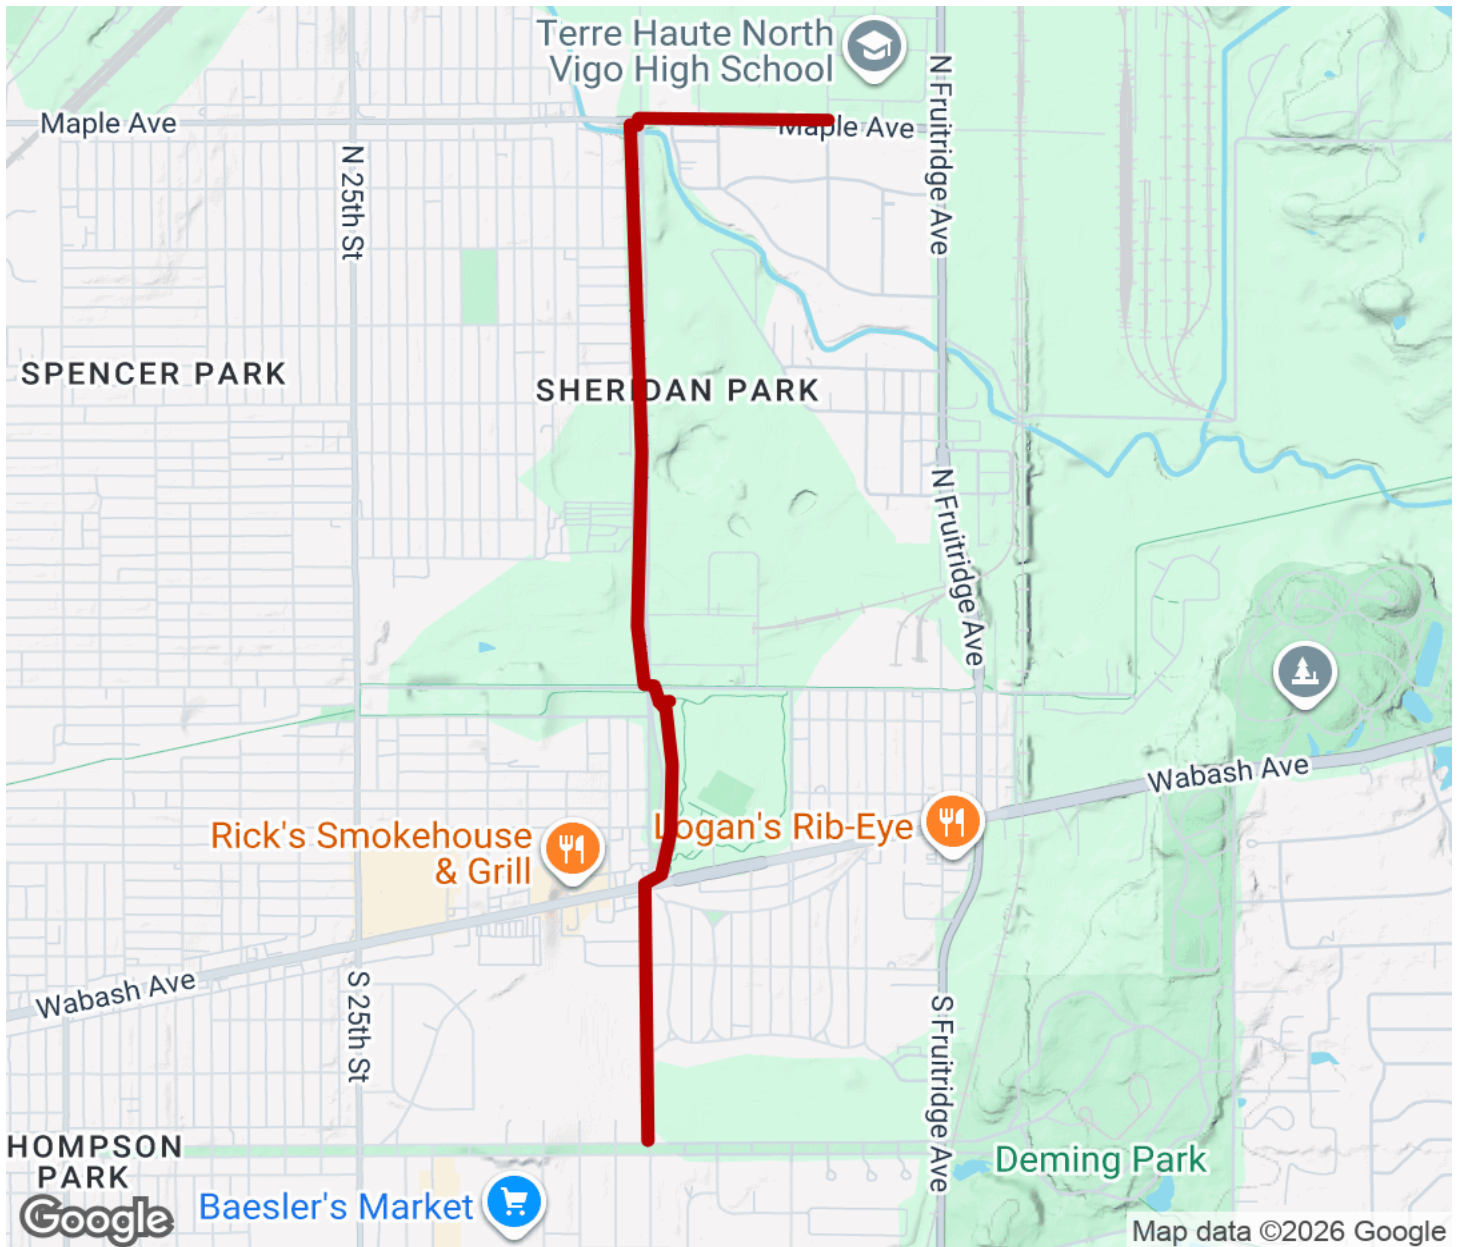 Terre Haute North
Vigo High School
Maple Ave
Maple Ave
N Fruitridge Ave
N 25th St
SPENCER PARK
SHERIDAN PARK
N Fruitridge Ave
Wabash Ave
Rick's Smokehouse
& Grill
Logan's Rib-Eye
Wabash Ave
S 25th St
S Fruitridge Ave
HOMPSON
PARK
Deming Park
Baesler's Market
Google
Map data ©2026 Google